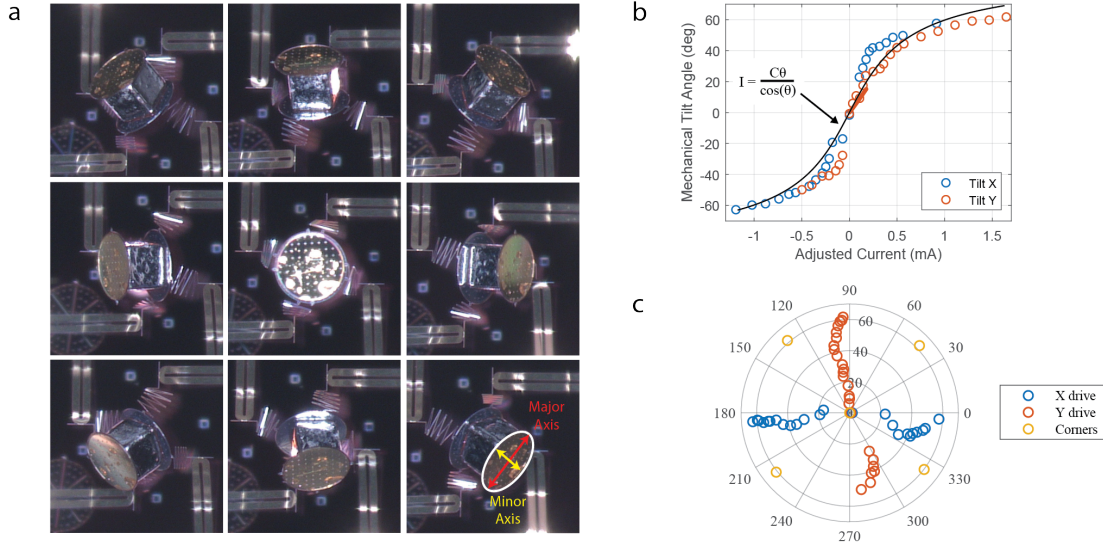 a
Major
Axis
Minor
Axis
b
Mechanical Tilt Angle (deg)
60
40
20
0
-20
-40
-60
I = Cθ
cos(θ)
Tilt X
Tilt Y
-1
-0.5
0
0.5
1
1.5
Adjusted Current (mA)
c
90
120
60
60
150
40
30
20
180
0
0
210
330
240
300
270
X drive
Y drive
Corners